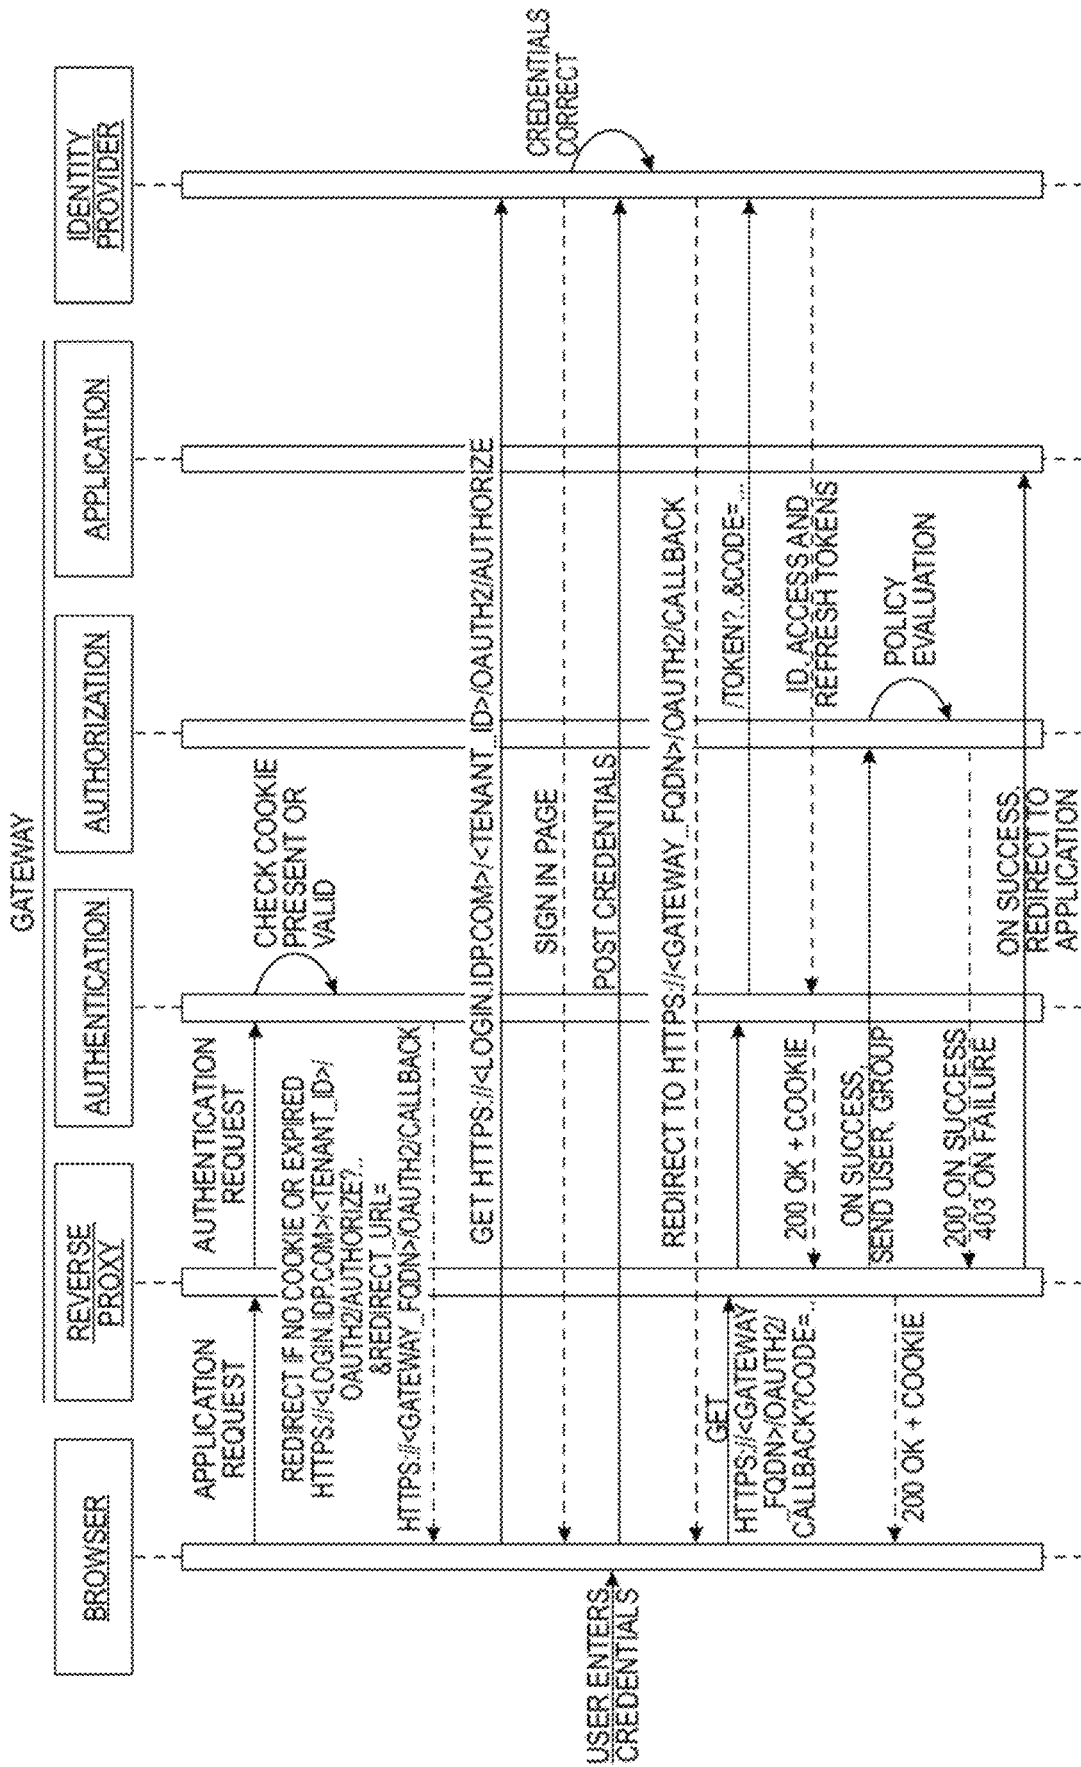 GATEWAY
BROWSER
REVERSE
PROXY
AUTHENTICATION
AUTHORIZATION
APPLICATION
IDENTITY
PROVIDER
APPLICATION
REQUEST
AUTHENTICATION
REQUEST
CHECK COOKIE
PRESENT OR
VALID
REDIRECT IF NO COOKIE OR EXPIRED
HTTPS://<LOGIN.IDP.COM><TENANT_ID>/
OAUTH2/AUTHORIZE?..
&REDIRECT_URL=
HTTPS://<GATEWAY_FQDN>/OAUTH2/CALLBACK
GET HTTPS://<LOGIN.IDP.COM>/<TENANT_ID>/OAUTH2/AUTHORIZE
SIGN IN PAGE
CREDENTIALS
CORRECT
USER ENTERS
CREDENTIALS
POST CREDENTIALS
REDIRECT TO HTTPS://<GATEWAY_FQDN>/OAUTH2/CALLBACK
GET
HTTPS://<GATEWAY
_FQDN>/OAUTH2/
CALLBACK?CODE=..
/TOKEN?..&CODE=...
ID, ACCESS AND
REFRESH TOKENS
200 OK + COOKIE
ON SUCCESS,
SEND USER, GROUP
POLICY
EVALUATION
200 OK + COOKIE
200 ON SUCCESS
403 ON FAILURE
ON SUCCESS,
REDIRECT TO
APPLICATION